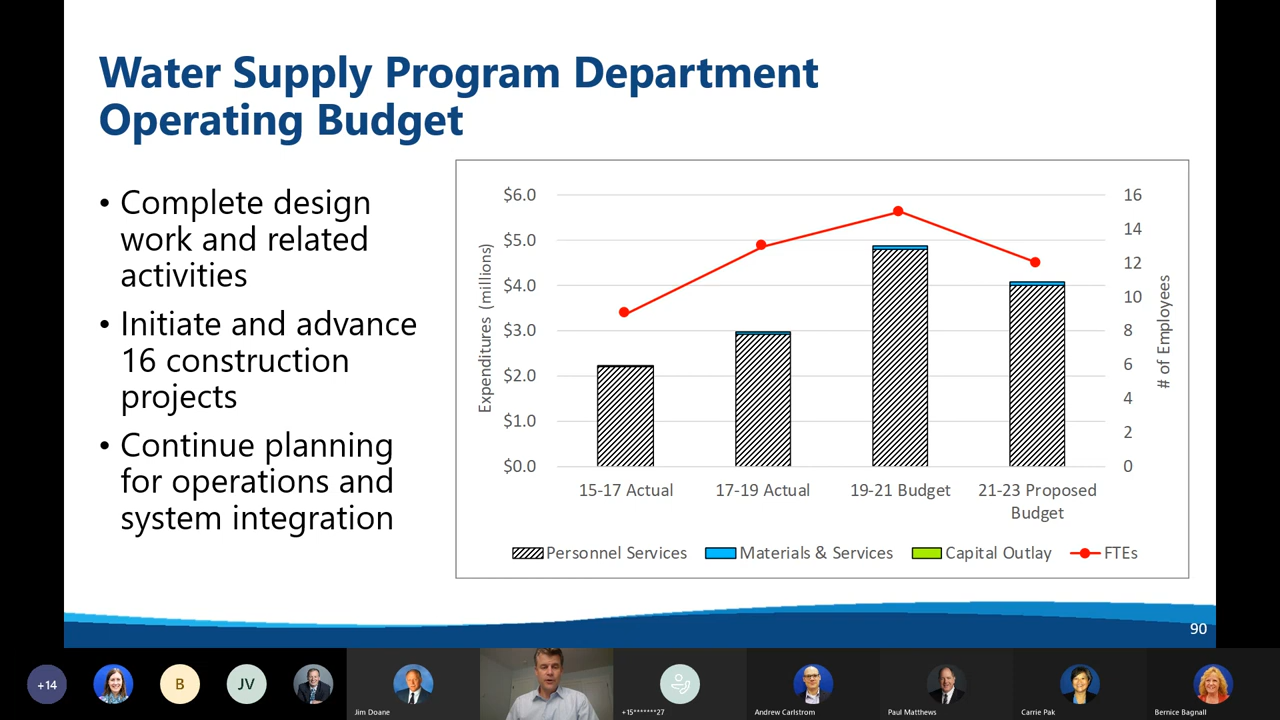 Water Supply Program Department
Operating Budget
• Complete design
work and related
activities
• Initiate and advance
16 construction
projects
• Continue planning
for operations and
system integration
Expenditures (millions)
$6.0
$5.0
$4.0
$3.0
$2.0
$1.0
$0.0
16
14
12
10
8
6
4
2
0
# of Employees
15-17 Actual
17-19 Actual
19-21 Budget
21-23 Proposed
Budget
Personnel Services
Materials & Services
Capital Outlay
FTEs
90
+14
B
JV
Jim Doane
+15*******27
Andrew Carlstrom
Paul Matthews
Carrie Pak
Bernice Bagnall